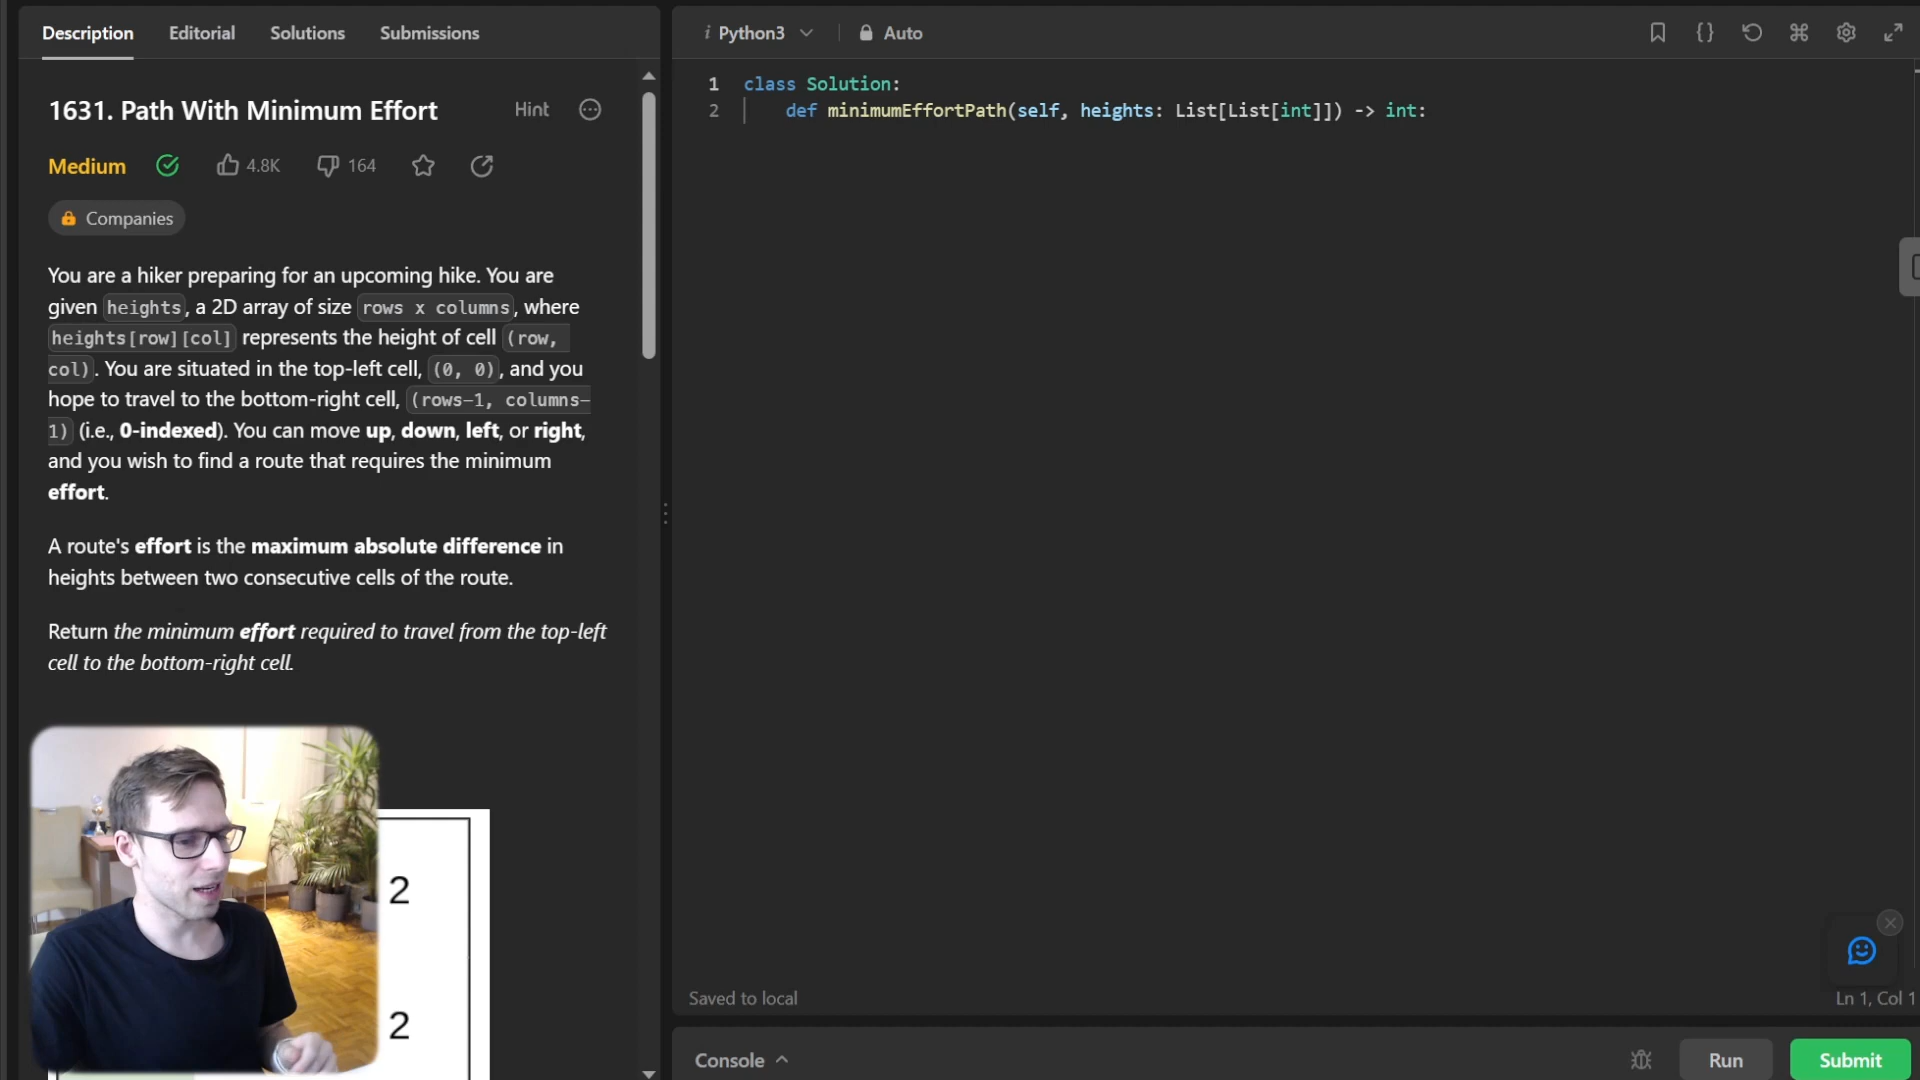 Description Editorial Solutions Submissions
1631. Path With Minimum Effort Hint
Medium 4.8K 164
Companies
You are a hiker preparing for an upcoming hike. You are
given heights, a 2D array of size rows x columns, where
heights[row][col] represents the height of cell (row,
col). You are situated in the top-left cell, (0, 0), and you
hope to travel to the bottom-right cell, (rows-1, columns-
1) (i.e., 0-indexed). You can move up, down, left, or right,
and you wish to find a route that requires the minimum
effort.
A route's effort is the maximum absolute difference in
heights between two consecutive cells of the route.
Return the minimum effort required to travel from the top-left
cell to the bottom-right cell.
2
2
i Python3 Auto
1 class Solution:
2 def minimumEffortPath(self, heights: List[List[int]]) -> int:
Saved to local
Ln 1, Col 1
Console
Run
Submit